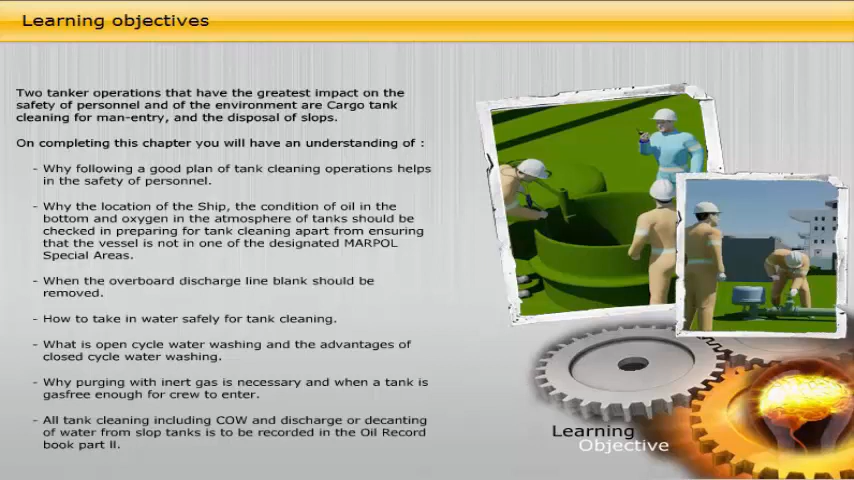 Learning objectives
Two tanker operations that have the greatest impact on the
safety of personnel and of the environment are Cargo tank
cleaning for man-entry, and the disposal of slops.
On completing this chapter you will have an understanding of :
- Why following a good plan of tank cleaning operations helps
in the safety of personnel.
- Why the location of the Ship, the condition of oil in the
bottom and oxygen in the atmosphere of tanks should be
checked in preparing for tank cleaning apart from ensuring
that the vessel is not in one of the designated MARPOL
Special Areas.
- When the overboard discharge line blank should be
removed.
- How to take in water safely for tank cleaning.
- What is open cycle water washing and the advantages of
closed cycle water washing.
- Why purging with inert gas is necessary and when a tank is
gasfree enough for crew to enter.
- All tank cleaning including COW and discharge or decanting
of water from slop tanks is to be recorded in the Oil Record
book part II.
Learning
Objective